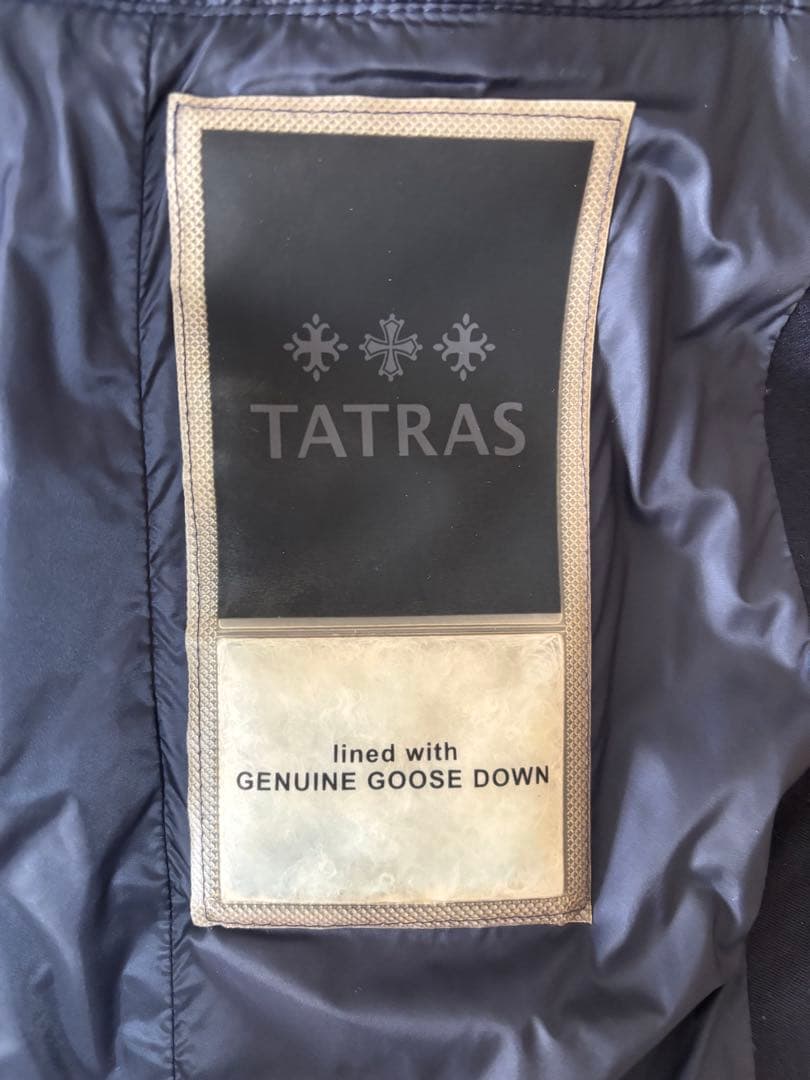 TATRAS
lined with
GENUINE GOOSE DOWN